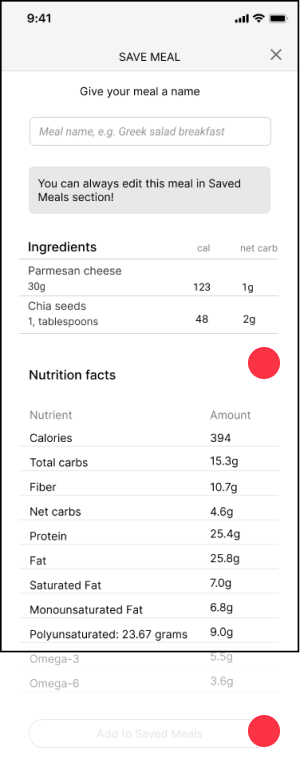 9:41
SAVE MEAL
Give your meal a name
Meal name, e.g. Greek salad breakfast
You can always edit this meal in Saved
Meals section!
Ingredients cal net carb
Parmesan cheese
30g 123 1g
Chia seeds
1, tablespoons 48 2g
Nutrition facts
Nutrient Amount
Calories 394
Total carbs 15.3g
Fiber 10.7g
Net carbs 4.6g
Protein 25.4g
Fat 25.8g
Saturated Fat 7.0g
Monounsaturated Fat 6.8g
Polyunsaturated: 23.67 grams 9.0g
Omega-3 5.5g
Omega-6 3.6g
Add to Saved Meals